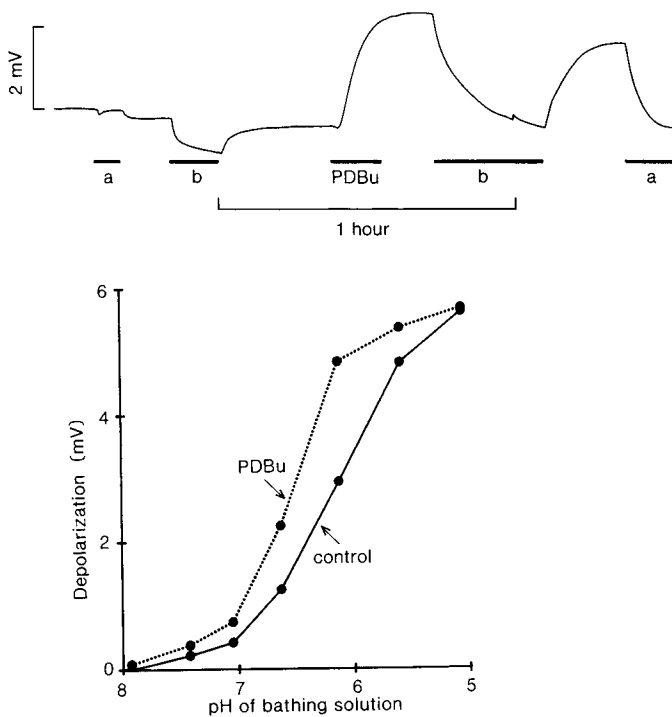 2 mV
a
b
PDBu
b
a
1 hour
6
4
2
0
Depolarization (mV)
PDBu
control
8
7
6
5
pH of bathing solution